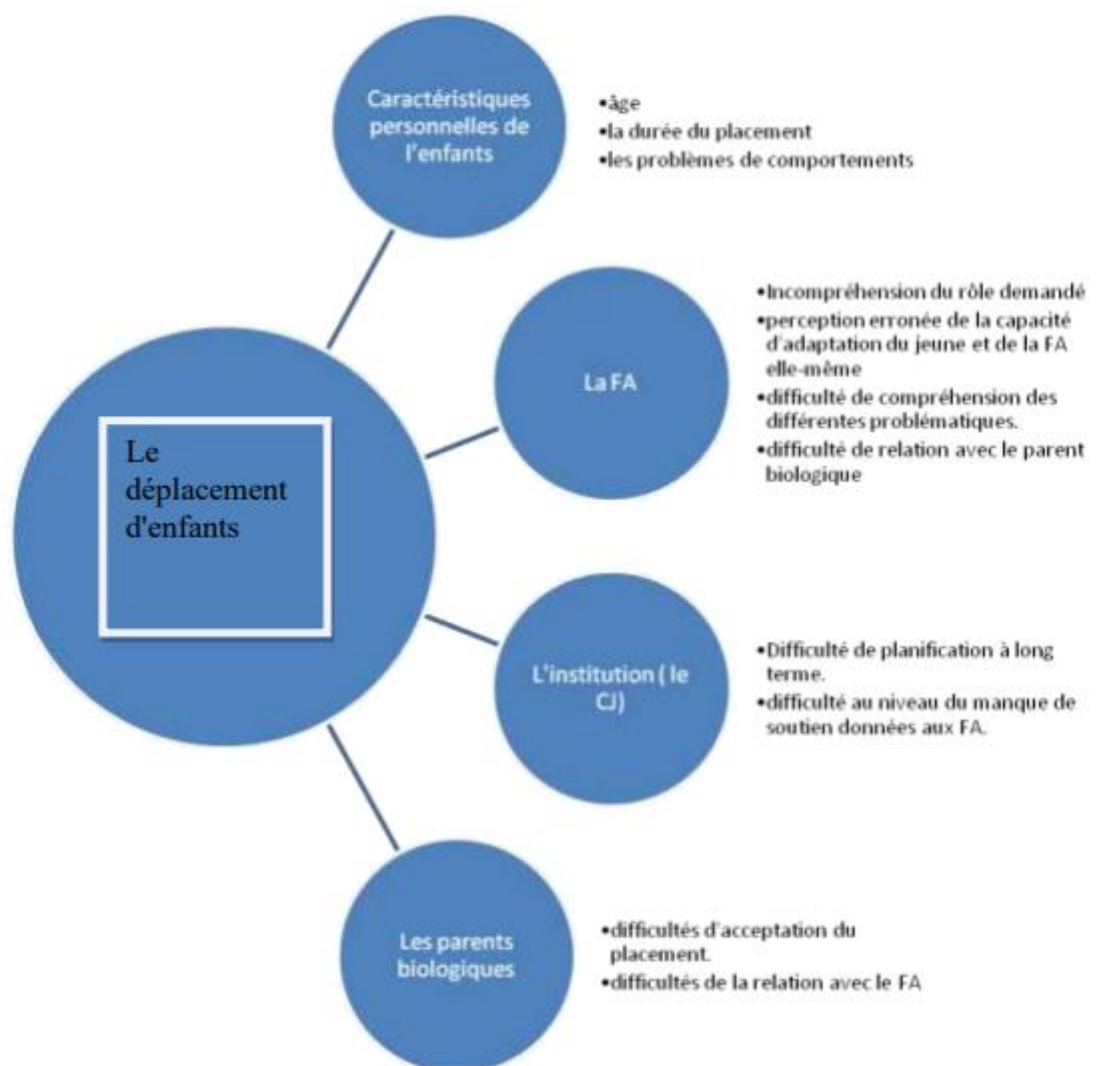 Caractéristiques
personnelles de
l'enfants
•âge
•la durée du placement
•les problèmes de comportements
La FA
•Incompréhension du rôle demandé
•perception erronée de la capacité
d'adaptation du jeune et de la FA
elle-même
•difficulté de compréhension des
différentes problématiques.
•difficulté de relation avec le parent
biologique
Le
déplacement
d'enfants
L'institution ( le
CJ)
•Difficulté de planification à long
terme.
•difficulté au niveau du manque de
soutien données aux FA.
Les parents
biologiques
•difficultés d'acceptation du
placement.
•difficultés de la relation avec le FA